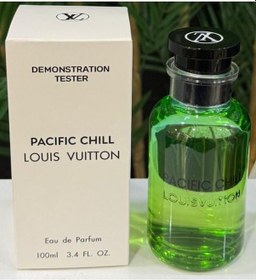 DEMONSTRATION
TESTER
PACIFIC CHILL
LOUIS VUITTON
Eau de Parfum
100ml 3.4 FL. OZ.
PACIFIC CHILL
LOUIS VUITTON